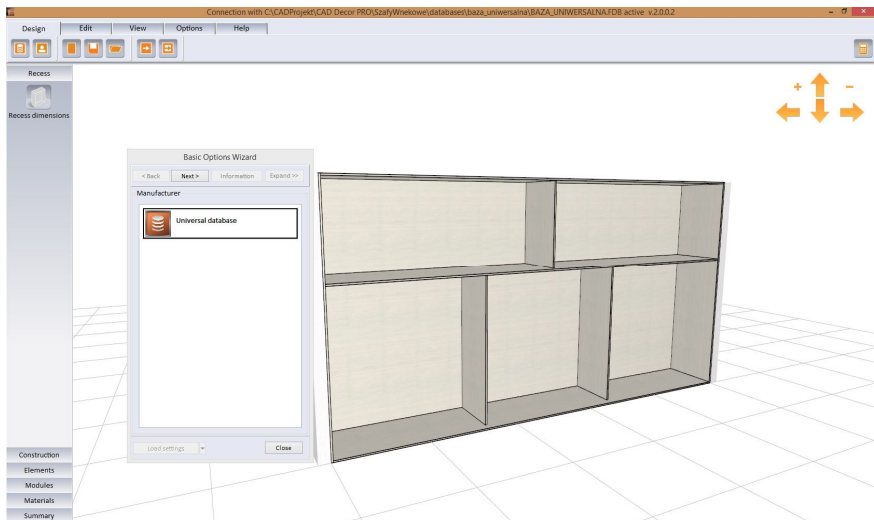 Connection with C:\CADProjekt\CAD Decor PRO\SzafyWnekowe\databases\baza_uniwersalna\BAZA_UNIWERSALNA.FDB active v.2.0.0.2
Design Edit View Options Help
Recess
Recess dimensions
Basic Options Wizard
< Back Next > Information Expand >>
Manufacturer
Universal database
Load settings Close
Construction
Elements
Modules
Materials
Summary